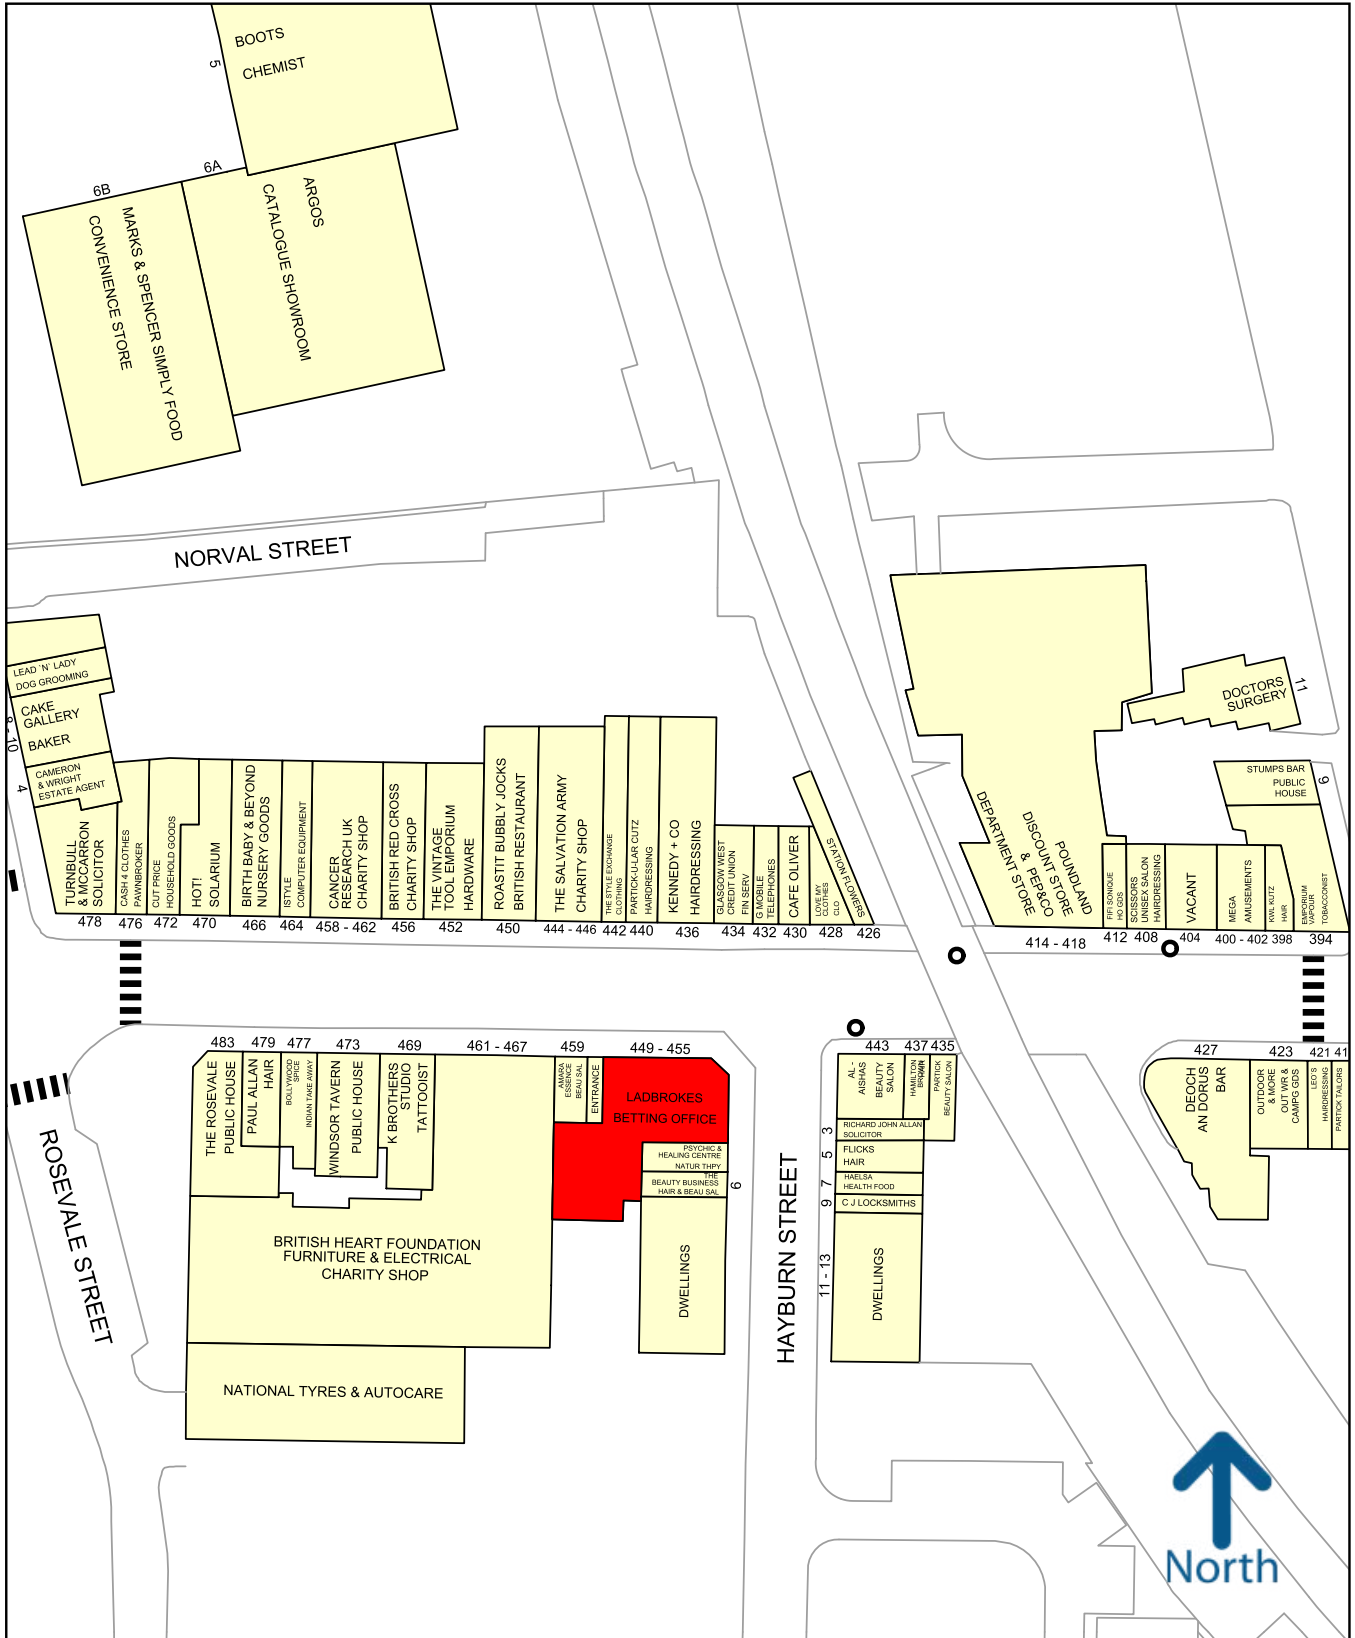 BOOTS
CHEMIST
5
6A
6B
ARGOS
CATALOGUE SHOWROOM
MARKS & SPENCER SIMPLY FOOD
CONVENIENCE STORE
NORVAL STREET
LEAD `N` LADY
DOG GROOMING
CAKE
GALLERY
BAKER
8 - 10
CAMERON
& WRIGHT
ESTATE AGENT
4
TURNBULL
& MCCARRON
SOLICITOR
CASH 4 CLOTHES
PAWNBROKER
CUT PRICE
HOUSEHOLD GOODS
HOT!
SOLARIUM
BIRTH BABY & BEYOND
NURSERY GOODS
ISTYLE
COMPUTER EQUIPMENT
CANCER
RESEARCH UK
CHARITY SHOP
BRITISH RED CROSS
CHARITY SHOP
THE VINTAGE
TOOL EMPORIUM
HARDWARE
ROASTIT BUBBLY JOCKS
BRITISH RESTAURANT
THE SALVATION ARMY
CHARITY SHOP
THE STYLE EXCHANGE
CLOTHING
PARTICK-U-LAR CUTZ
HAIRDRESSING
KENNEDY + CO
HAIRDRESSING
GLASGOW WEST
CREDIT UNION
FIN SERV
G MOBILE
TELEPHONES
CAFE OLIVER
LOVE MY
CLOTHES
CLO
STATION FLOWERS
478
476
472
470
466
464
458 - 462
456
452
450
444 - 446
442
440
436
434
432
430
428
426
POUNDLAND
DISCOUNT STORE
& PEP&CO
DEPARTMENT STORE
FIFI SONIQUE
HO GDS
SCISSORS
UNISEX SALON
HAIRDRESSING
VACANT
MEGA
AMUSEMENTS
KWL KUTZ
HAIR
EMPORIUM
VAPOUR
TOBACCONIST
DOCTORS
SURGERY
11
STUMPS BAR
PUBLIC
HOUSE
9
414 - 418
412
408
404
400 - 402
398
394
483
479
477
473
469
461 - 467
459
449 - 455
THE ROSEVALE
PUBLIC HOUSE
PAUL ALLAN
HAIR
BOLLYWOOD
SPICE
INDIAN TAKE AWAY
WINDSOR TAVERN
PUBLIC HOUSE
K BROTHERS
STUDIO
TATTOOIST
AMARA
ESSENCE
BEAU SAL
ENTRANCE
LADBROKES
BETTING OFFICE
PSYCHIC &
HEALING CENTRE
NATUR THPY
THE
BEAUTY BUSINESS
HAIR & BEAU SAL
6
DWELLINGS
BRITISH HEART FOUNDATION
FURNITURE & ELECTRICAL
CHARITY SHOP
NATIONAL TYRES & AUTOCARE
ROSEVALE STREET
HAYBURN STREET
443
437
435
AL -
AISHAS
BEAUTY
SALON
HAMILTON
PARTICK
BEAUTY SALON
3
RICHARD JOHN ALLAN
SOLICITOR
5
FLICKS
HAIR
7
HAELSA
HEALTH FOOD
9
C J LOCKSMITHS
11 - 13
DWELLINGS
427
423
421
41
DEOCH
AN DORUS
BAR
OUTDOOR
& MORE
OUT WR &
CAMPG GDS
LEO'S
HAIRDRESSING
PARTICK TAILORS
North